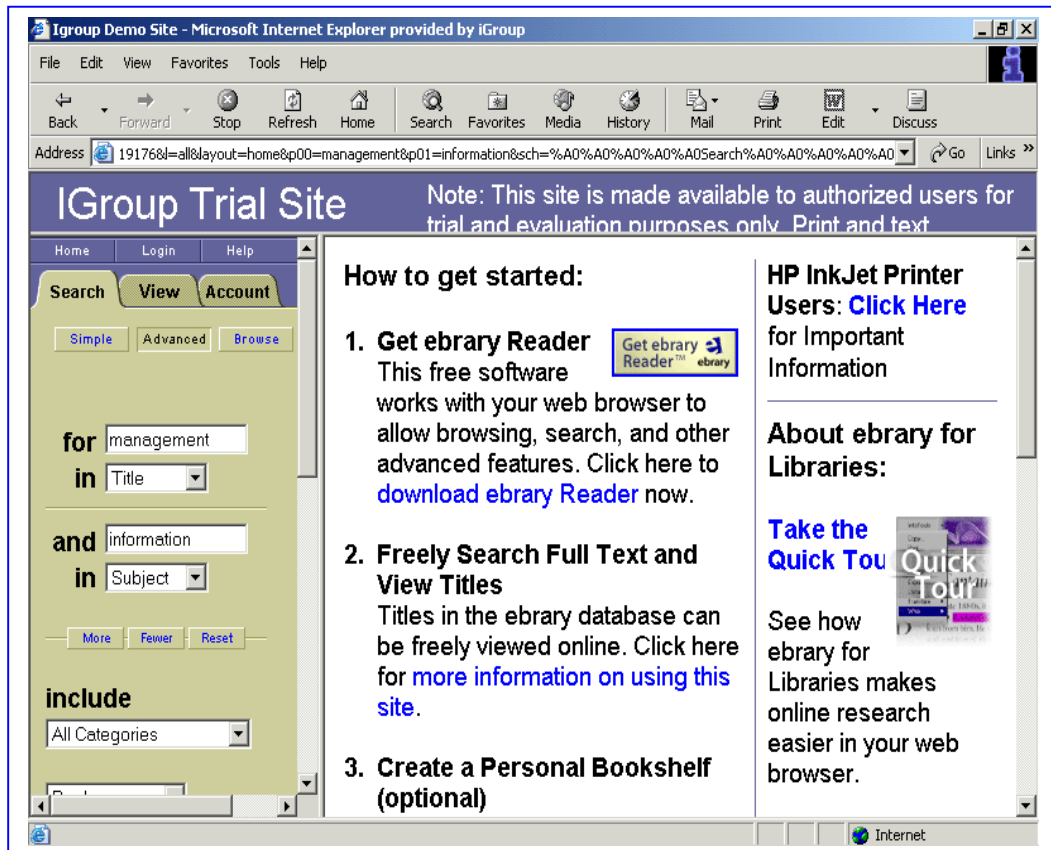 Igroup Demo Site - Microsoft Internet Explorer provided by iGroup
File Edit View Favorites Tools Help
Back Forward Stop Refresh Home Search Favorites Media History Mail Print Edit Discuss
Address 19176&l=all&layout=home&p00=management&p01=information&sch=%A0%A0%A0%A0%A0Search%A0%A0%A0%A0%A0 Go Links »
IGroup Trial Site
Note: This site is made available to authorized users for
trial and evaluation purposes only. Print and text
Home Login Help
Search View Account
Simple Advanced Browse
for management
in Title
and information
in Subject
More Fewer Reset
include
All Categories
How to get started:
1. Get ebrary Reader
Get ebrary
Reader™ ebrary
This free software
works with your web browser to
allow browsing, search, and other
advanced features. Click here to
download ebrary Reader now.
2. Freely Search Full Text and
View Titles
Titles in the ebrary database can
be freely viewed online. Click here
for more information on using this
site.
3. Create a Personal Bookshelf
(optional)
HP InkJet Printer
Users: Click Here
for Important
Information
About ebrary for
Libraries:
Take the
Quick Tou
Quick
Tour
See how
ebrary for
Libraries makes
online research
easier in your web
browser.
Internet